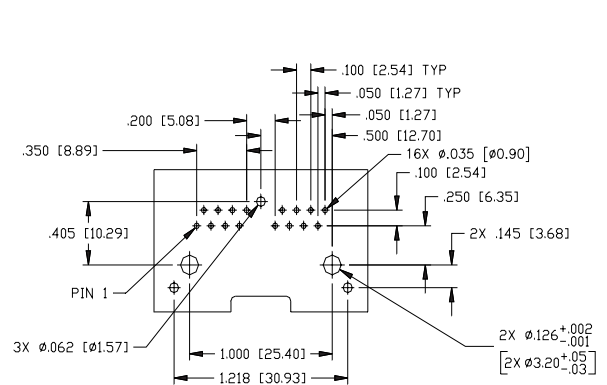 .100 [2.54] TYP
.050 [1.27] TYP
.200 [5.08]
.050 [1.27]
.500 [12.70]
.350 [8.89]
16X ø.035 [ø0.90]
.100 [2.54]
.250 [6.35]
.405 [10.29]
2X .145 [3.68]
PIN 1
3X ø.062 [ø1.57]
2X ø.126+.002 -.001
[2X ø3.20+.05 -.03]
1.000 [25.40]
1.218 [30.93]